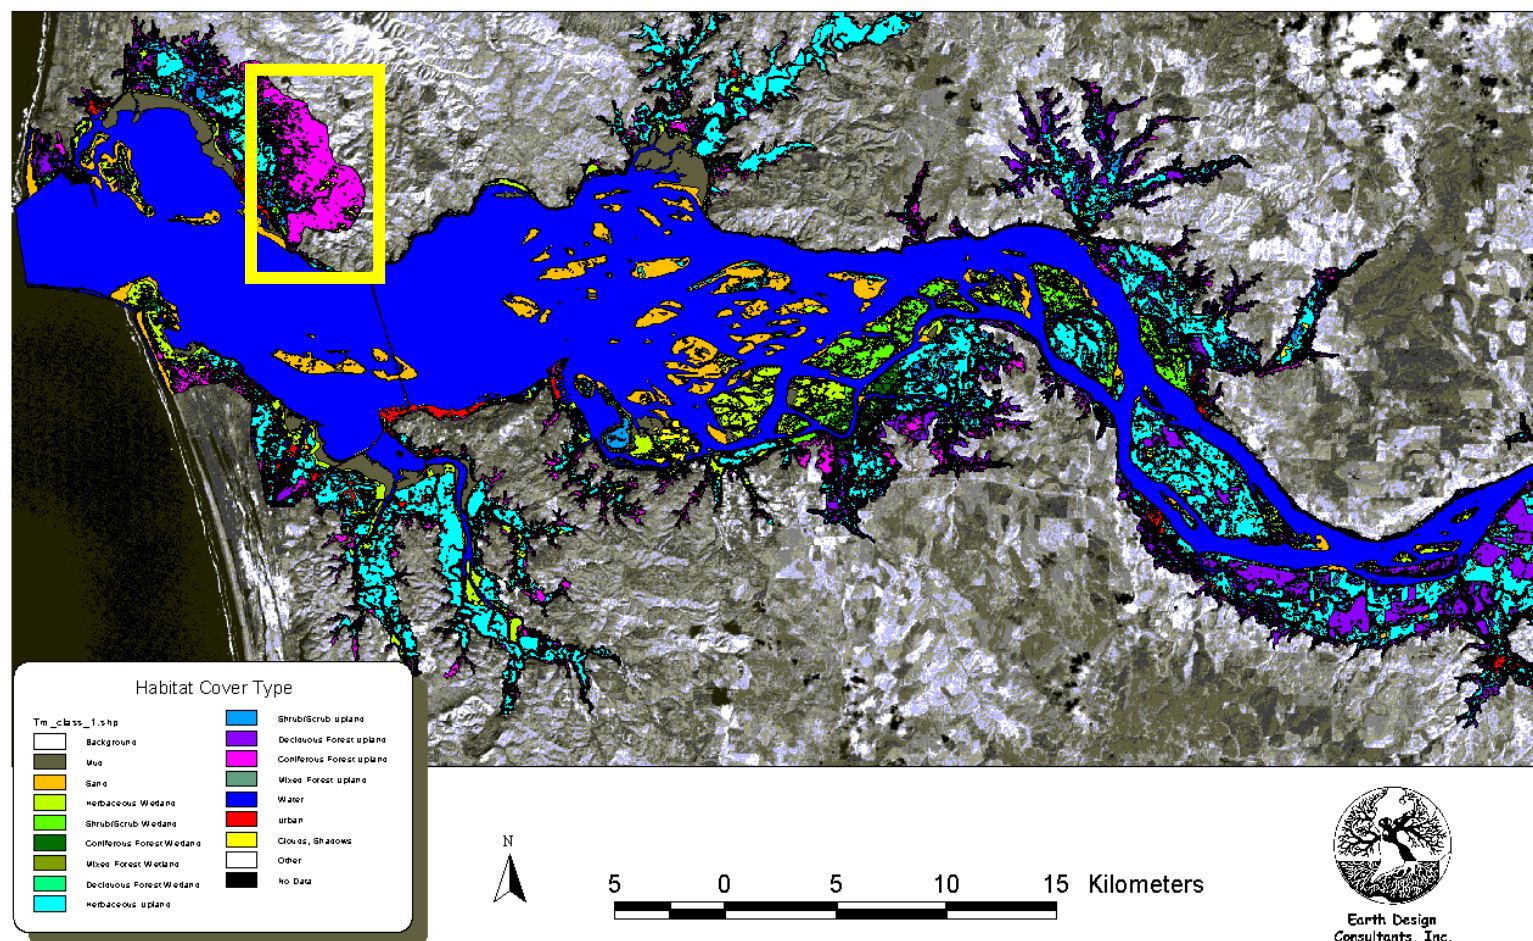 Habitat Cover Type
Tm_class_1.shp
Background
Mud
Sand
Herbaceous Wetland
Shrub/Scrub Wetland
Coniferous Forest Wetland
Mixed Forest Wetland
Deciduous Forest Wetland
Herbaceous Upland
Shrub/Scrub Upland
Deciduous Forest Upland
Coniferous Forest Upland
Mixed Forest Upland
Water
Urban
Clouds, Shadows
Other
No Data
N
5 0 5 10 15 Kilometers
Earth Design
Consultants, Inc.